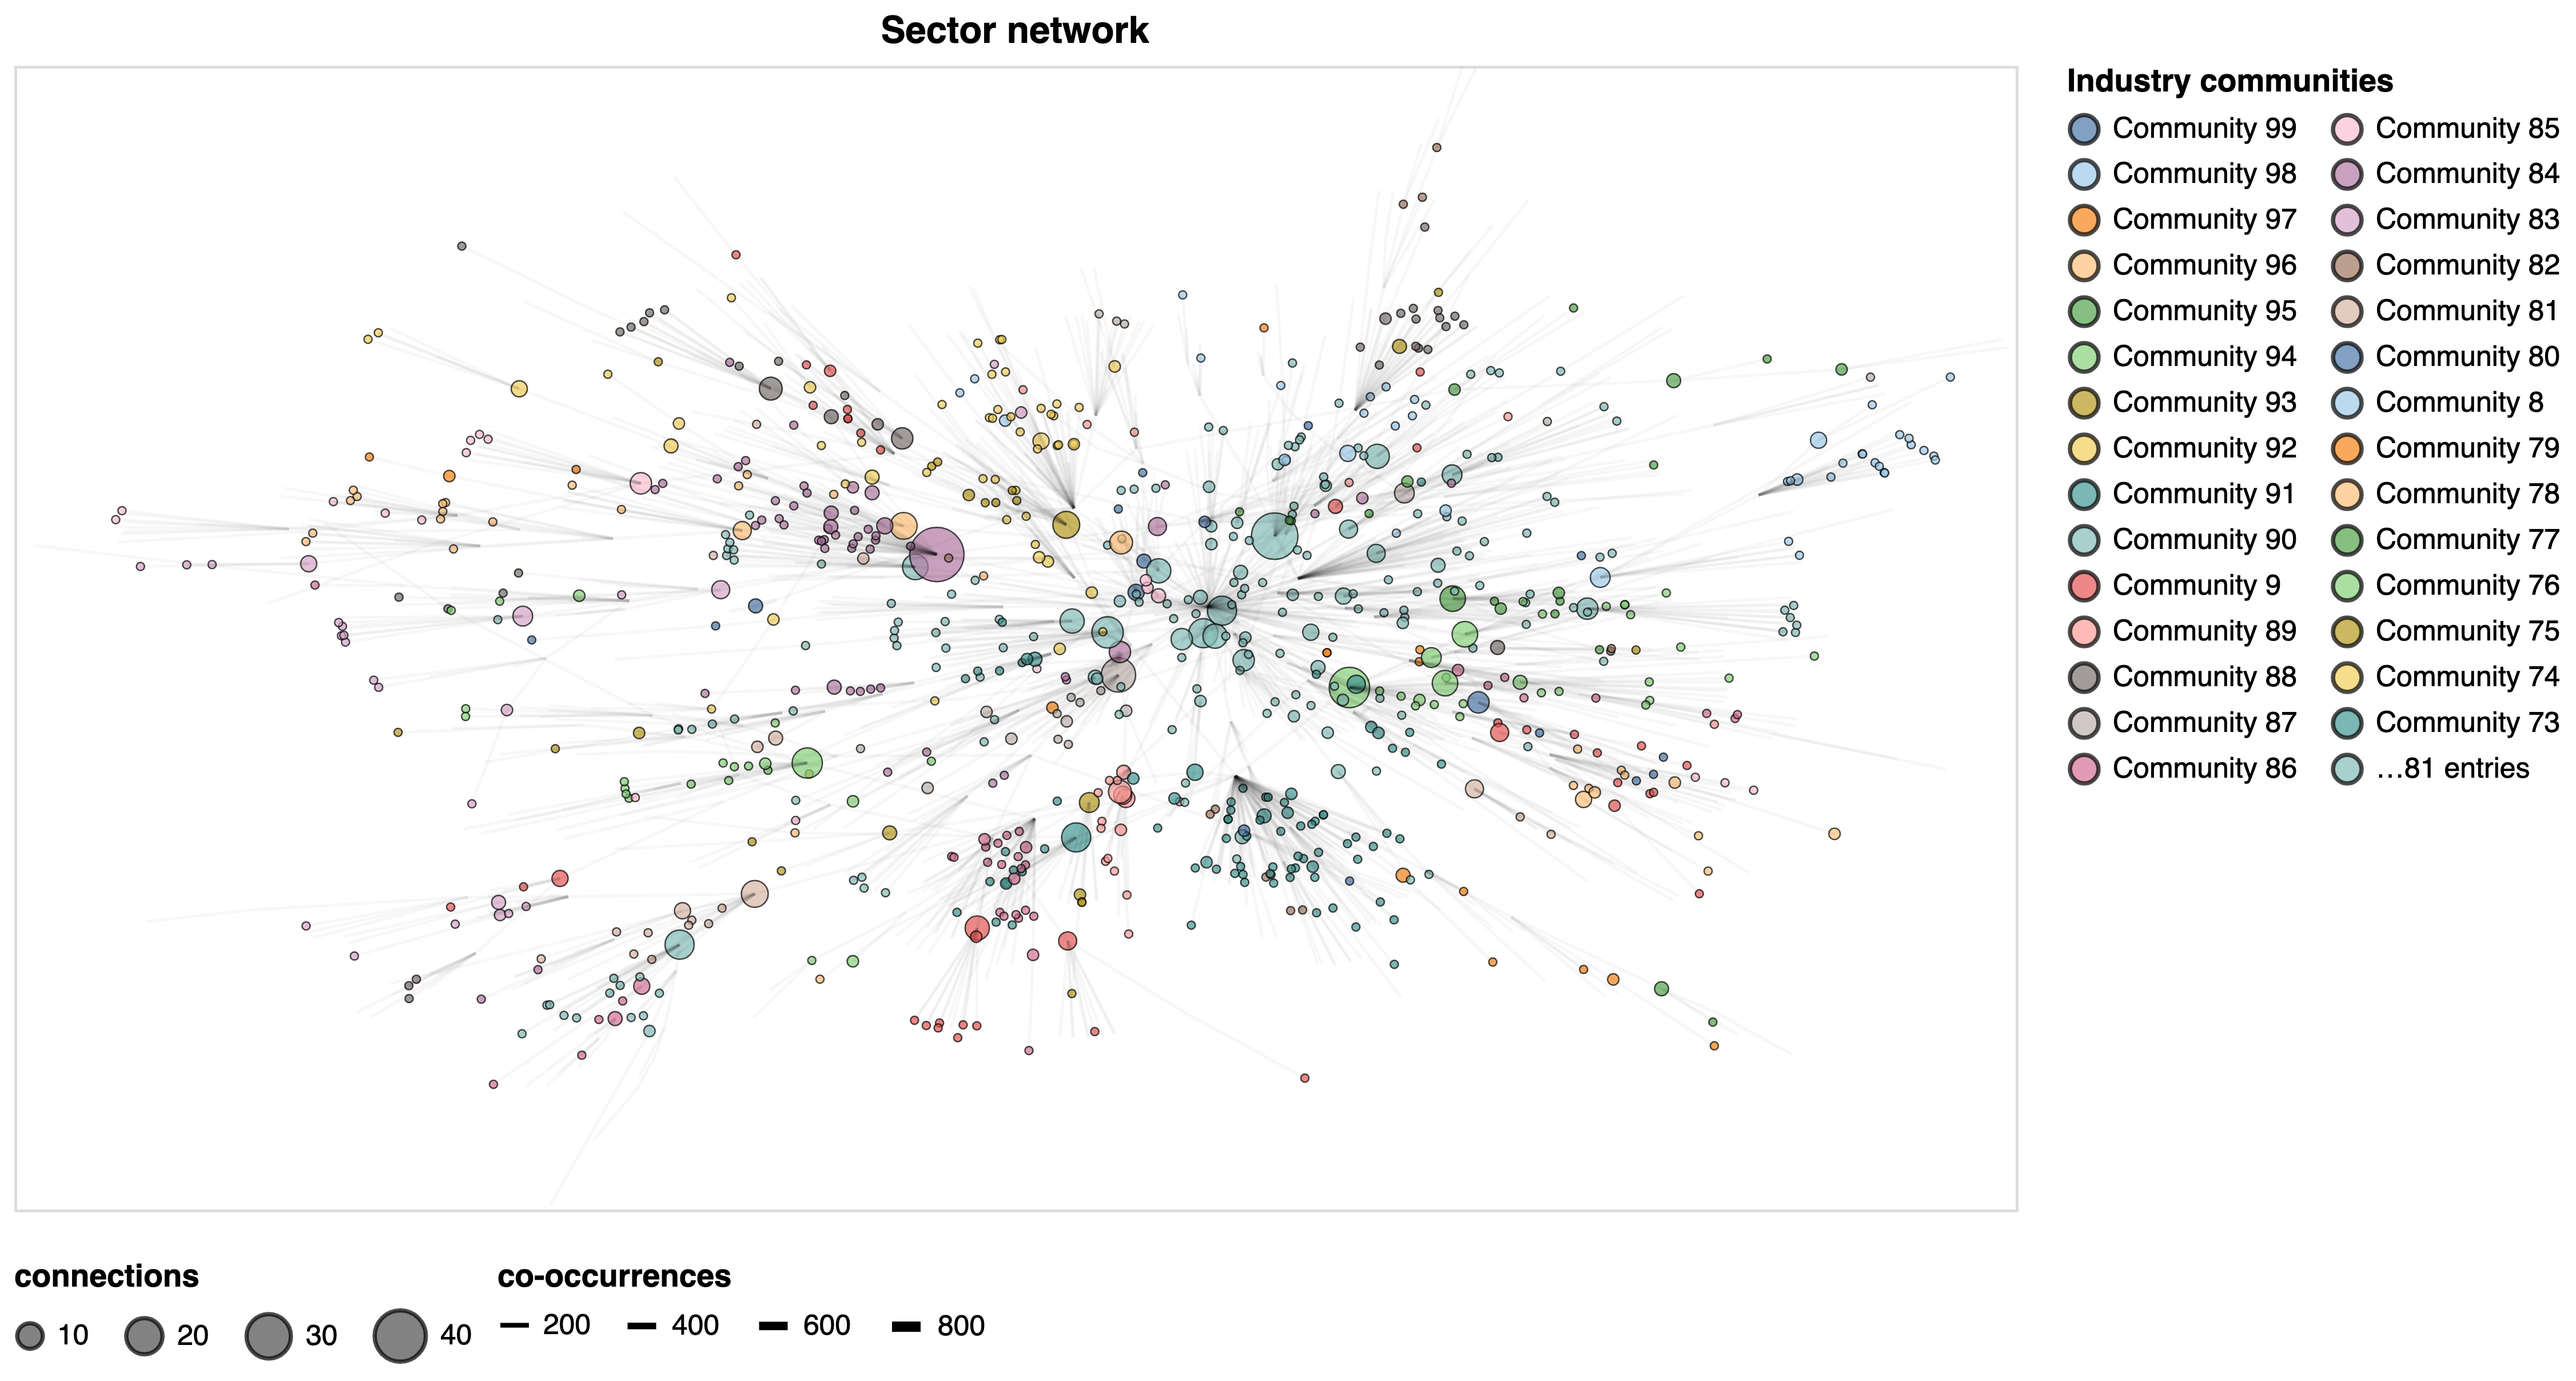 Sector network
Industry communities
Community 99
Community 98
Community 97
Community 96
Community 95
Community 94
Community 93
Community 92
Community 91
Community 90
Community 9
Community 89
Community 88
Community 87
Community 86
Community 85
Community 84
Community 83
Community 82
Community 81
Community 80
Community 8
Community 79
Community 78
Community 77
Community 76
Community 75
Community 74
Community 73
...81 entries
connections
10 20 30 40
co-occurrences
200 400 600 800